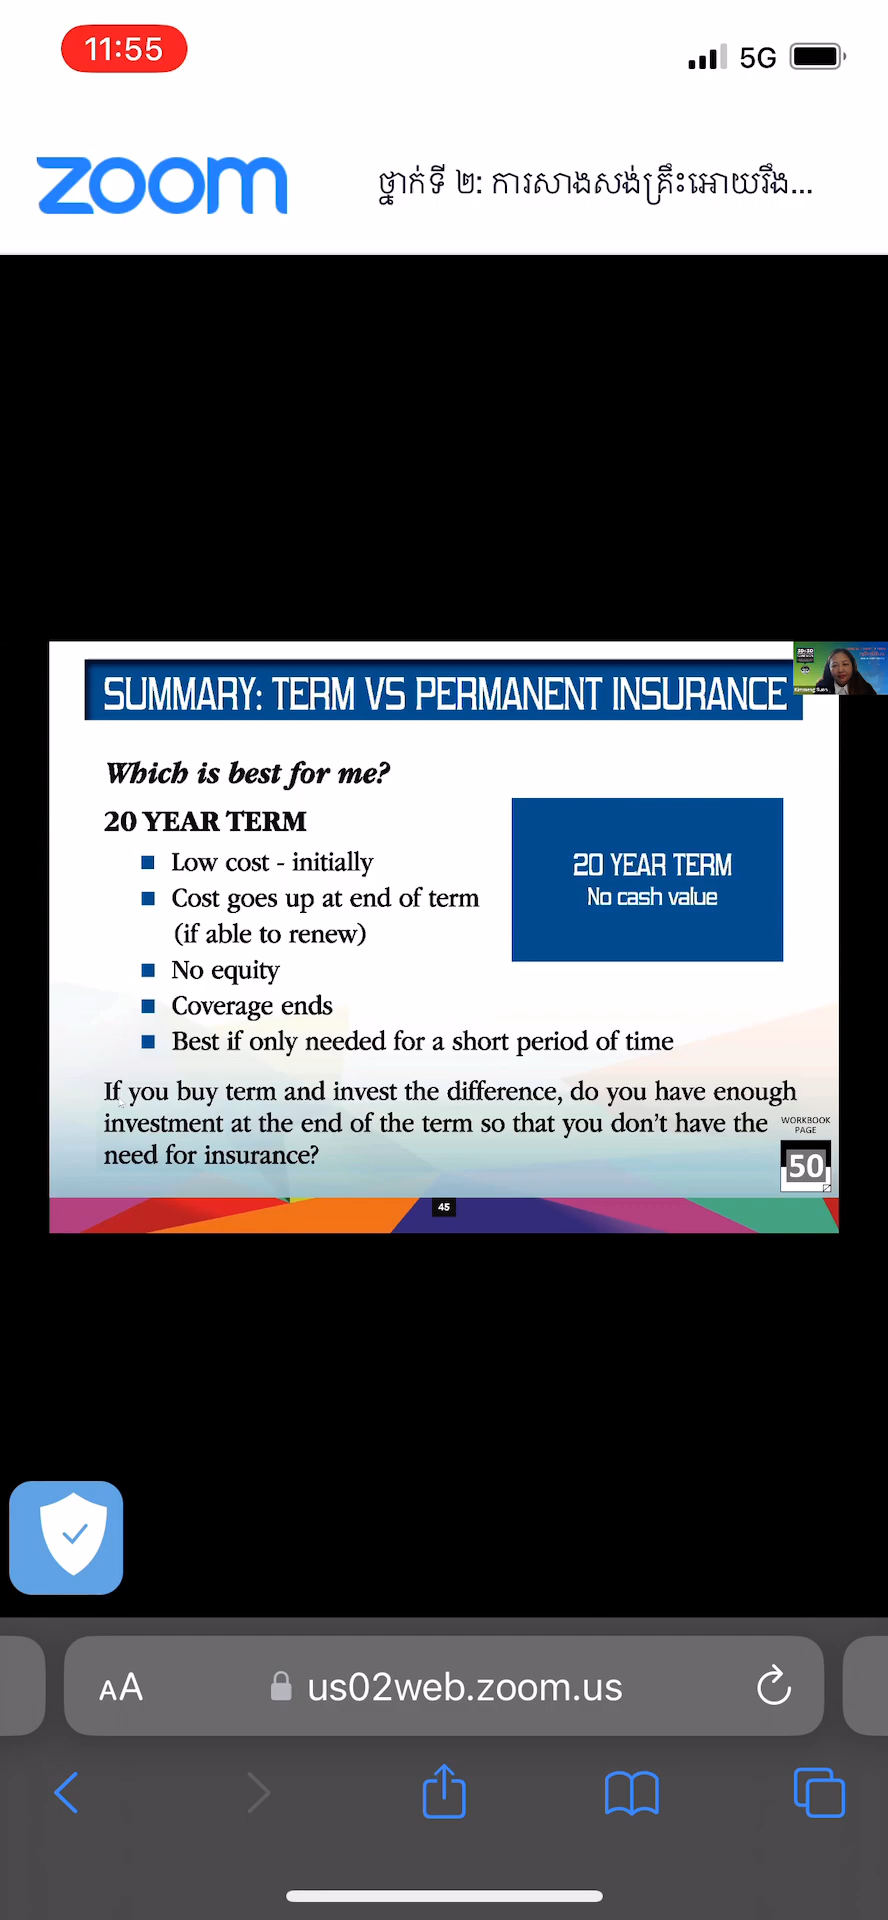 11:55
5G
zoom
ថ្នាក់ទី ២: ការសាងសង់គ្រឹះអោយរឹង...
SUMMARY: TERM VS PERMANENT INSURANCE
Which is best for me?
20 YEAR TERM
Low cost - initially
Cost goes up at end of term
(if able to renew)
No equity
Coverage ends
Best if only needed for a short period of time
20 YEAR TERM
No cash value
If you buy term and invest the difference, do you have enough
investment at the end of the term so that you don't have the
need for insurance?
WORKBOOK
PAGE
50
45
AA
us02web.zoom.us